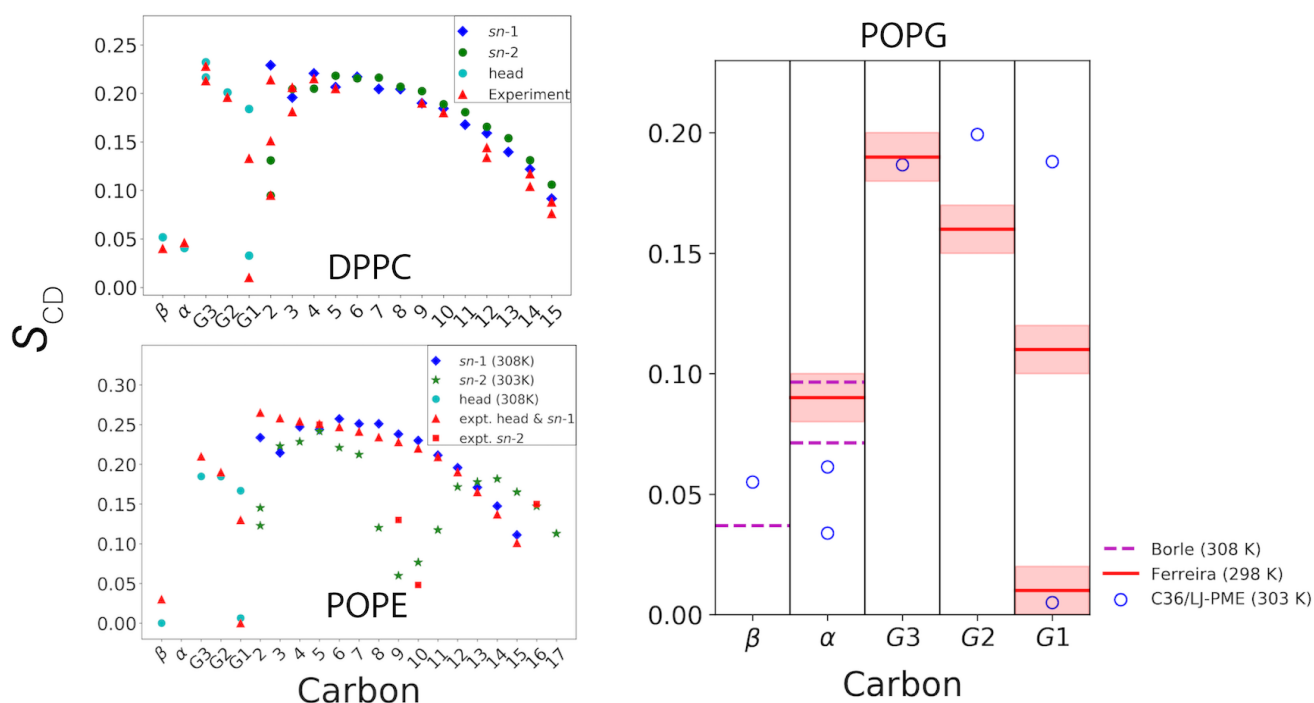 0.25
0.20
0.15
0.10
0.05
0.00
sn-1
sn-2
head
Experiment
DPPC
β α G3 G2 G1 2 3 4 5 6 7 8 9 10 11 12 13 14 15
S_CD
0.30
0.25
0.20
0.15
0.10
0.05
0.00
sn-1 (308K)
sn-2 (303K)
head (308K)
expt. head & sn-1
expt. sn-2
POPE
β α G3 G2 G1 2 3 4 5 6 7 8 9 10 11 12 13 14 15 16 17
Carbon
POPG
0.20
0.15
0.10
0.05
0.00
β α G3 G2 G1
Carbon
Borle (308 K)
Ferreira (298 K)
C36/LJ-PME (303 K)